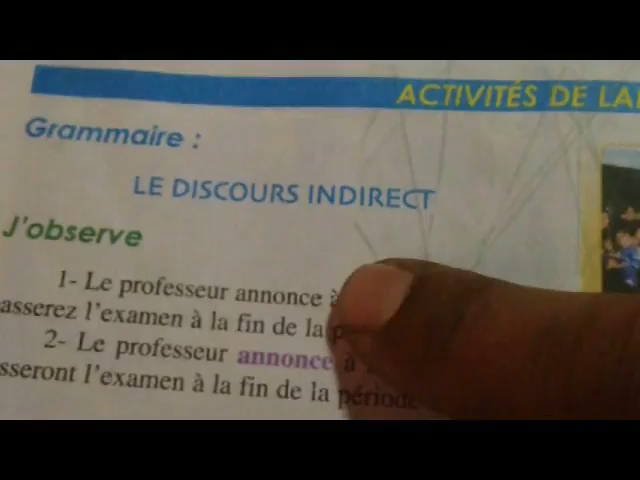 ACTIVITÉS DE
Grammaire :
LE DISCOURS INDIRECT
J'observe
1- Le professeur annonce à
asserez l'examen à la fin de la
2- Le professeur annonce à
sseront l'examen à la fin de la période